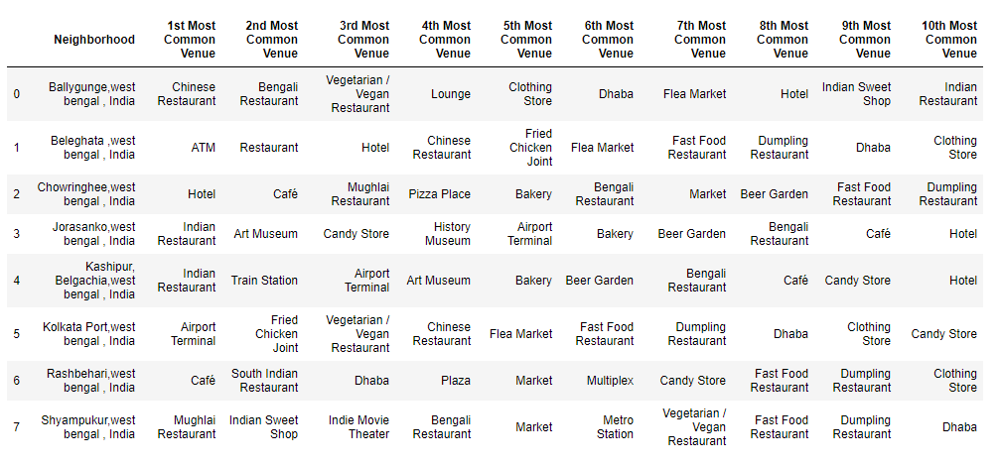 Neighborhood 1st Most Common Venue 2nd Most Common Venue 3rd Most Common Venue 4th Most Common Venue 5th Most Common Venue 6th Most Common Venue 7th Most Common Venue 8th Most Common Venue 9th Most Common Venue 10th Most Common Venue
0 Ballygunge,west bengal , India Chinese Restaurant Bengali Restaurant Vegetarian / Vegan Restaurant Lounge Clothing Store Dhaba Flea Market Hotel Indian Sweet Shop Indian Restaurant
1 Beleghata ,west bengal , India ATM Restaurant Hotel Chinese Restaurant Fried Chicken Joint Flea Market Fast Food Restaurant Dumpling Restaurant Dhaba Clothing Store
2 Chowringhee,west bengal , India Hotel Café Mughlai Restaurant Pizza Place Bakery Bengali Restaurant Market Beer Garden Fast Food Restaurant Dumpling Restaurant
3 Jorasanko,west bengal , India Indian Restaurant Art Museum Candy Store History Museum Airport Terminal Bakery Beer Garden Bengali Restaurant Café Hotel
4 Kashipur, Belgachia,west bengal , India Indian Restaurant Train Station Airport Terminal Art Museum Bakery Beer Garden Bengali Restaurant Café Candy Store Hotel
5 Kolkata Port,west bengal , India Airport Terminal Fried Chicken Joint Vegetarian / Vegan Restaurant Chinese Restaurant Flea Market Fast Food Restaurant Dumpling Restaurant Dhaba Clothing Store Candy Store
6 Rashbehari,west bengal , India Café South Indian Restaurant Dhaba Plaza Market Multiplex Candy Store Fast Food Restaurant Dumpling Restaurant Clothing Store
7 Shyampukur,west bengal , India Mughlai Restaurant Indian Sweet Shop Indie Movie Theater Bengali Restaurant Market Metro Station Vegetarian / Vegan Restaurant Fast Food Restaurant Dumpling Restaurant Dhaba